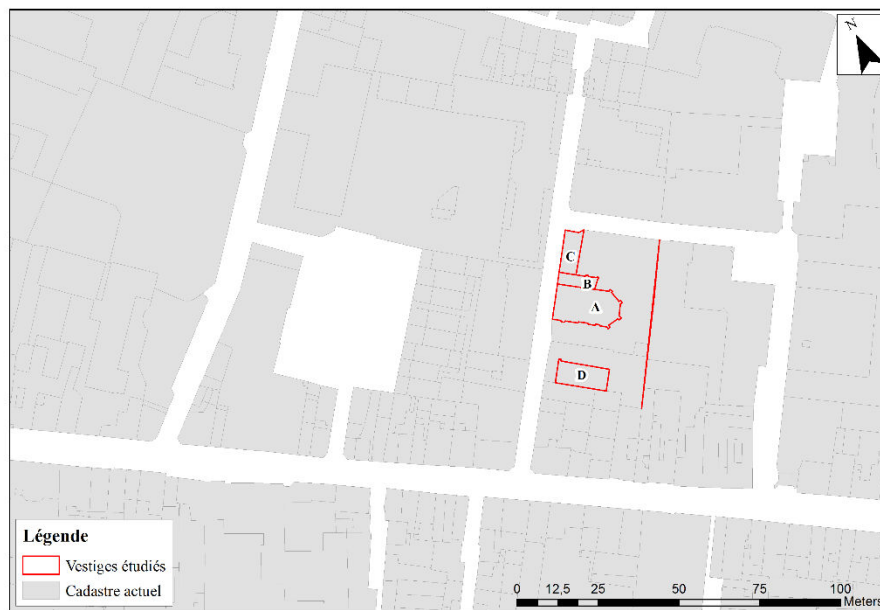 N
C
B
A
D
Légende
Vestiges étudiés
Cadastre actuel
0 12,5 25 50 75 100
Meters